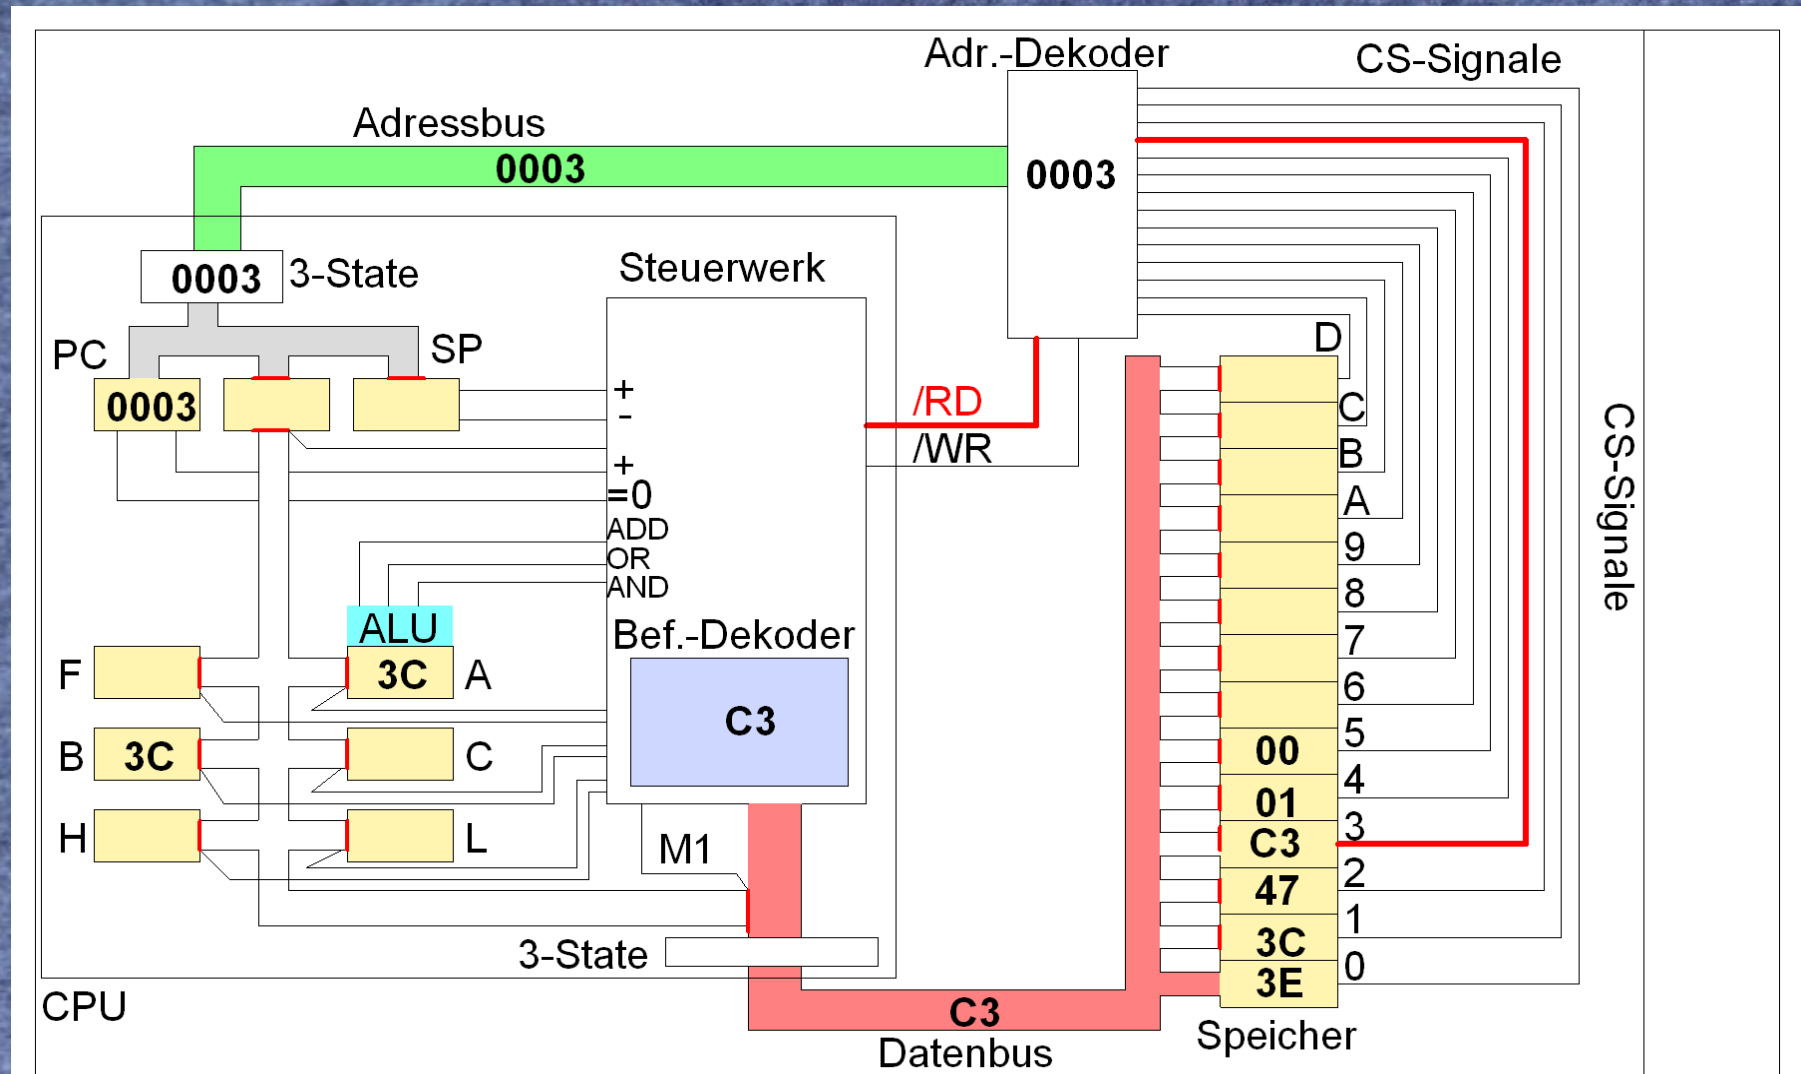 Adr.-Dekoder
CS-Signale
Adressbus
0003
0003
0003
3-State
Steuerwerk
PC
SP
0003
+
-
+
=0
ADD
OR
AND
/RD
/WR
ALU
Bef.-Dekoder
F
3C
A
C3
B
3C
C
H
L
M1
3-State
CPU
C3
Datenbus
D
C
B
A
9
8
7
6
00
5
01
4
C3
3
47
2
3C
1
3E
0
Speicher
CS-Signale